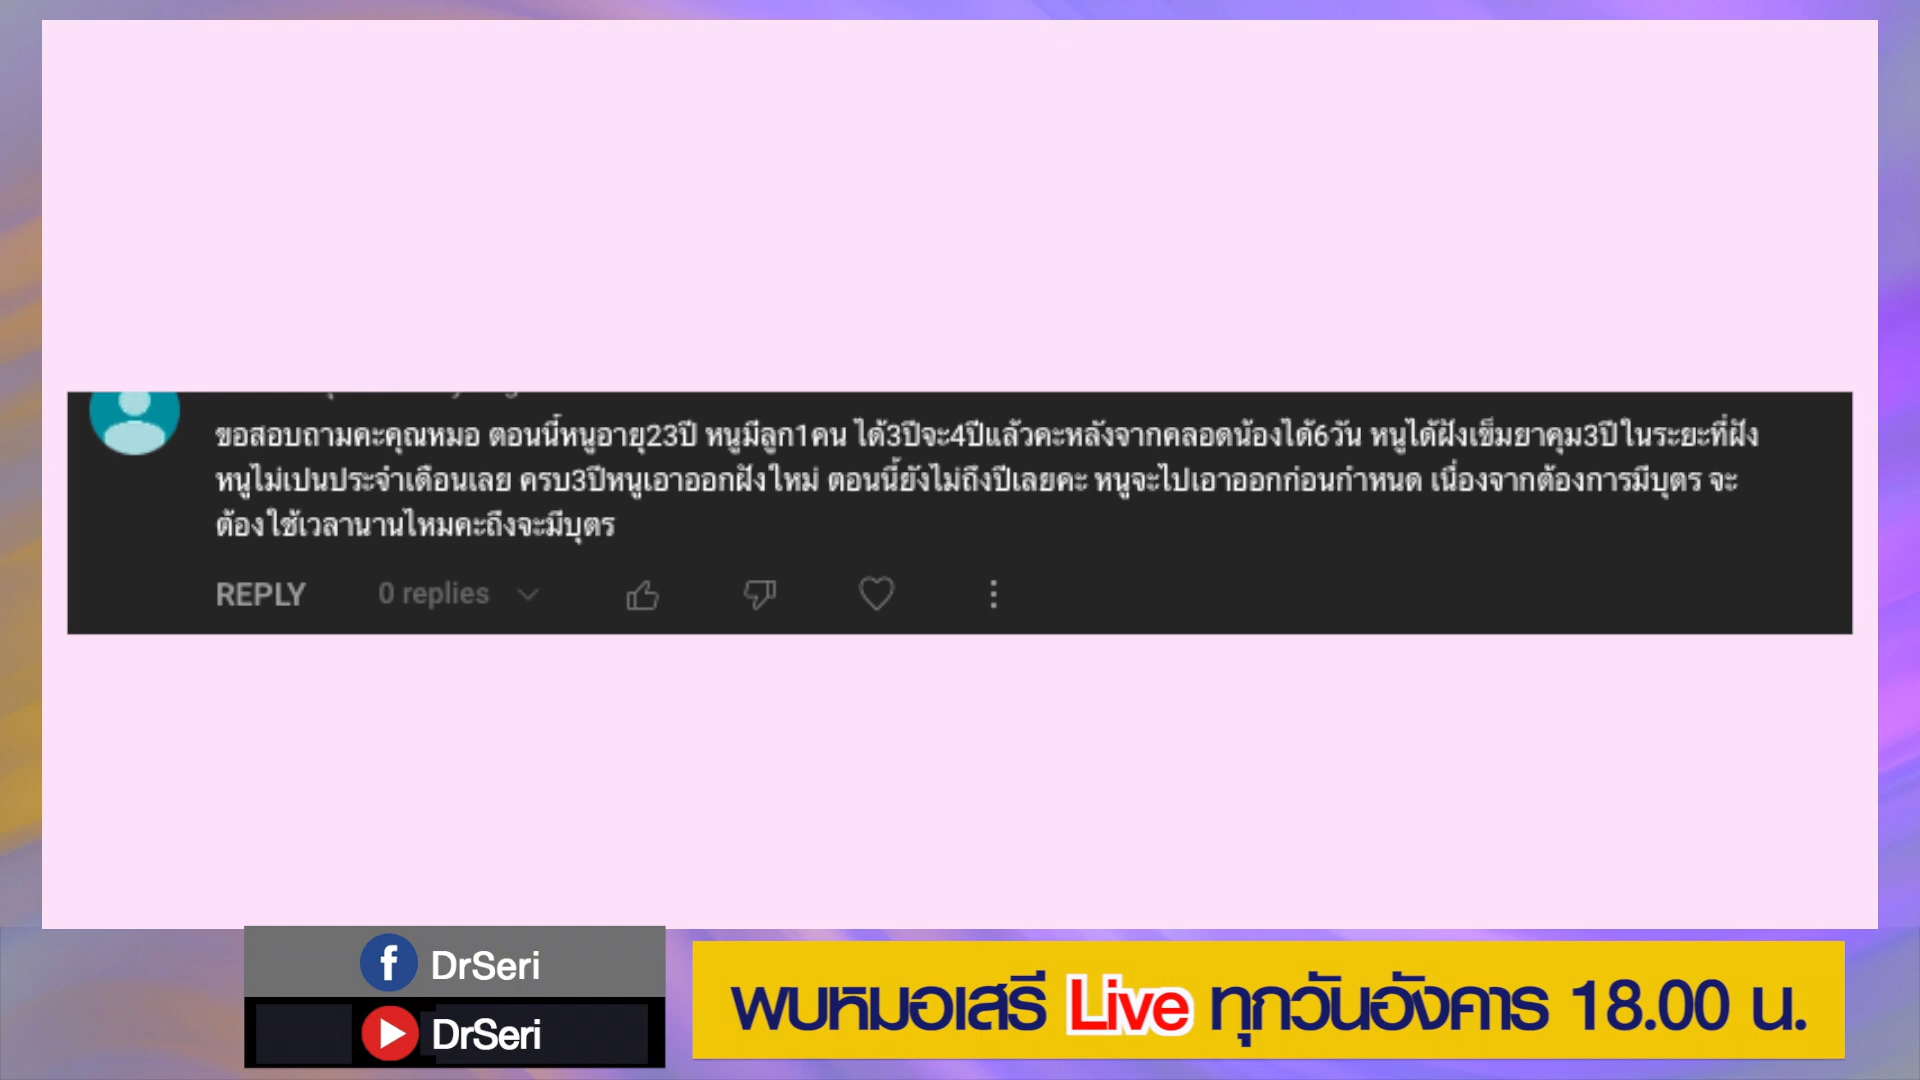 ขอสอบถามคะคุณหมอ ตอนนี้หนูอายุ23ปี หนูมีลูก1คน ได้3ปีจะ4ปีแล้วคะหลังจากคลอดน้องได้6วัน หนูได้ฝังเข็มยาคุม3ปีในระยะที่ฝัง
หนูไม่เปนประจำเดือนเลย ครบ3ปีหนูเอาออกฝังใหม่ ตอนนี้ยังไม่ถึงปีเลยคะ หนูจะไปเอาออกก่อนกำหนด เนื่องจากต้องการมีบุตร จะ
ต้องใช้เวลานานไหมคะถึงจะมีบุตร
REPLY 0 replies
DrSeri
DrSeri
พบหมอเสรี Live ทุกวันอังคาร 18.00 น.